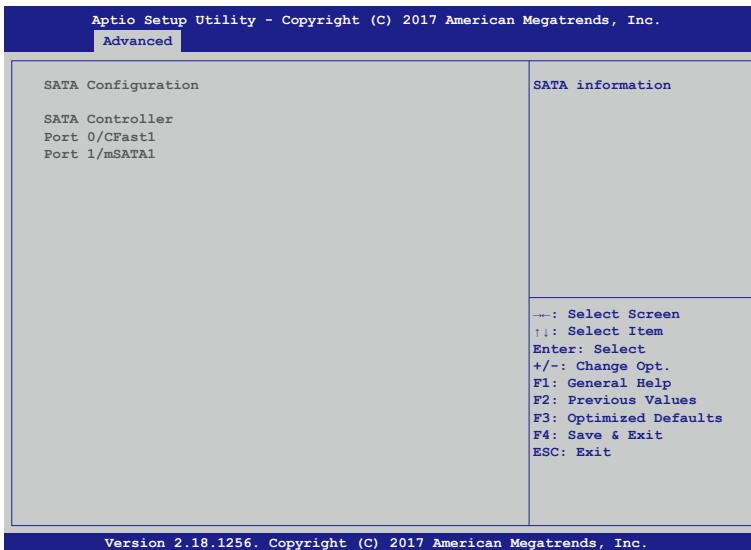 Aptio Setup Utility - Copyright (C) 2017 American Megatrends, Inc.
Advanced
SATA Configuration
SATA Controller
Port 0/CFast1
Port 1/mSATA1
SATA information
→←: Select Screen
↑↓: Select Item
Enter: Select
+/-: Change Opt.
F1: General Help
F2: Previous Values
F3: Optimized Defaults
F4: Save & Exit
ESC: Exit
Version 2.18.1256. Copyright (C) 2017 American Megatrends, Inc.